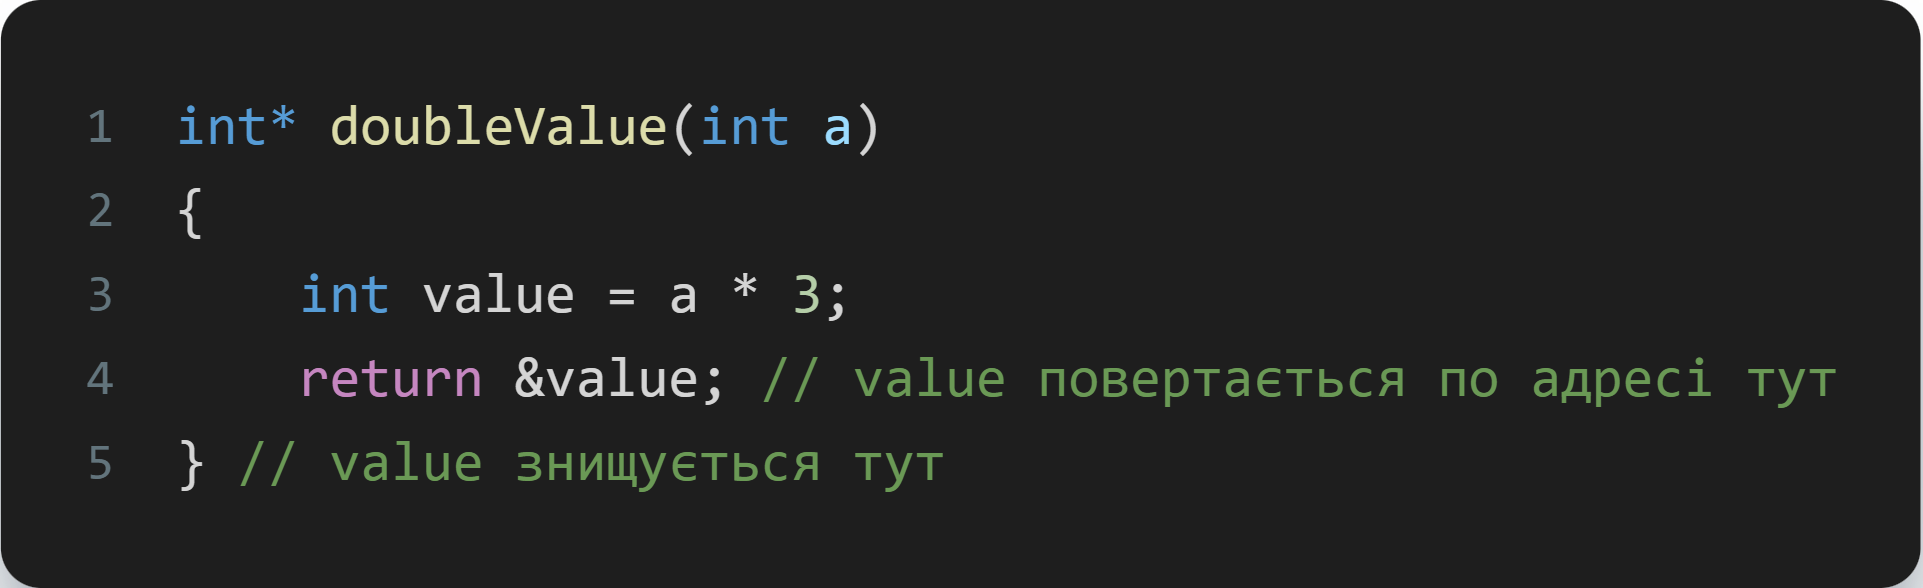 1 int* doubleValue(int a)
2 {
3     int value = a * 3;
4     return &value; // value повертається по адресі тут
5 } // value знищується тут